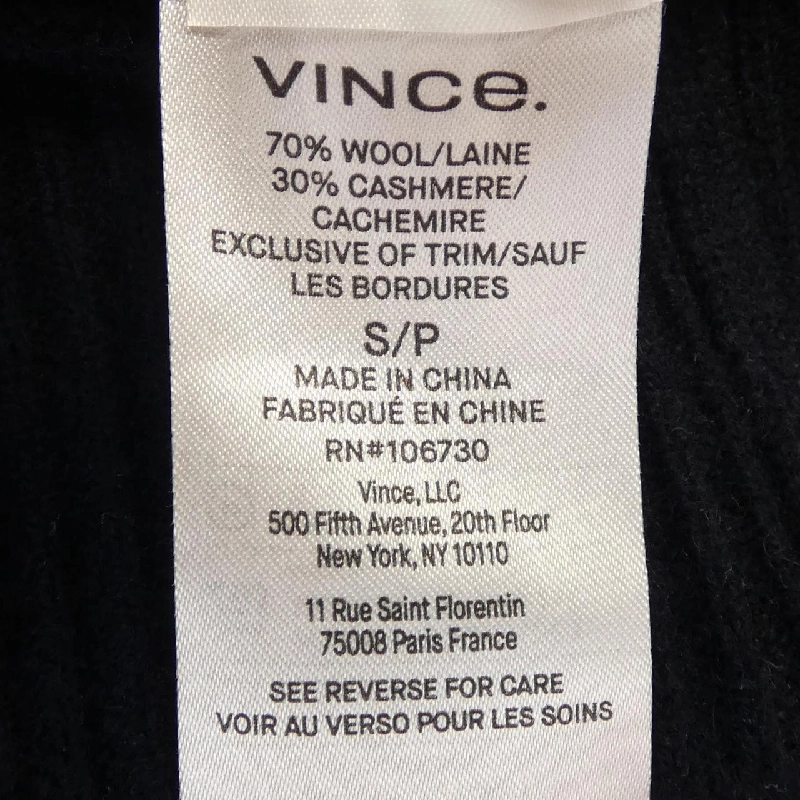 VINCE.
70% WOOL/LAINE
30% CASHMERE/
CACHEMIRE
EXCLUSIVE OF TRIM/SAUF
LES BORDURES
S/P
MADE IN CHINA
FABRIQUÉ EN CHINE
RN#106730
Vince, LLC
500 Fifth Avenue, 20th Floor
New York, NY 10110
11 Rue Saint Florentin
75008 Paris France
SEE REVERSE FOR CARE
VOIR AU VERSO POUR LES SOINS